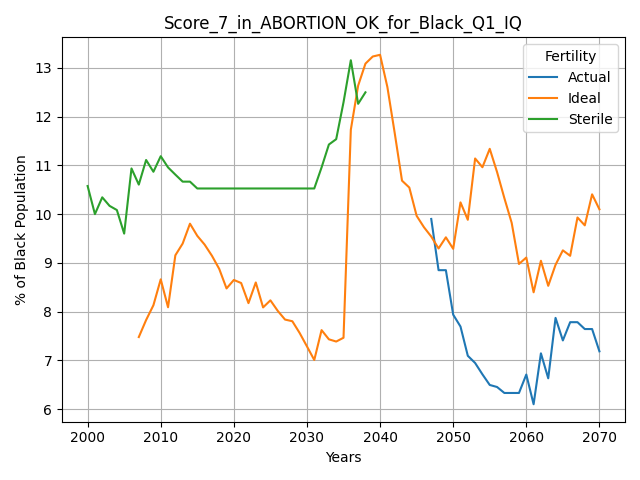 Score_7_in_ABORTION_OK_for_Black_Q1_IQ
Fertility
Actual
Ideal
Sterile
% of Black Population
13
12
11
10
9
8
7
6
2000 2010 2020 2030 2040 2050 2060 2070
Years